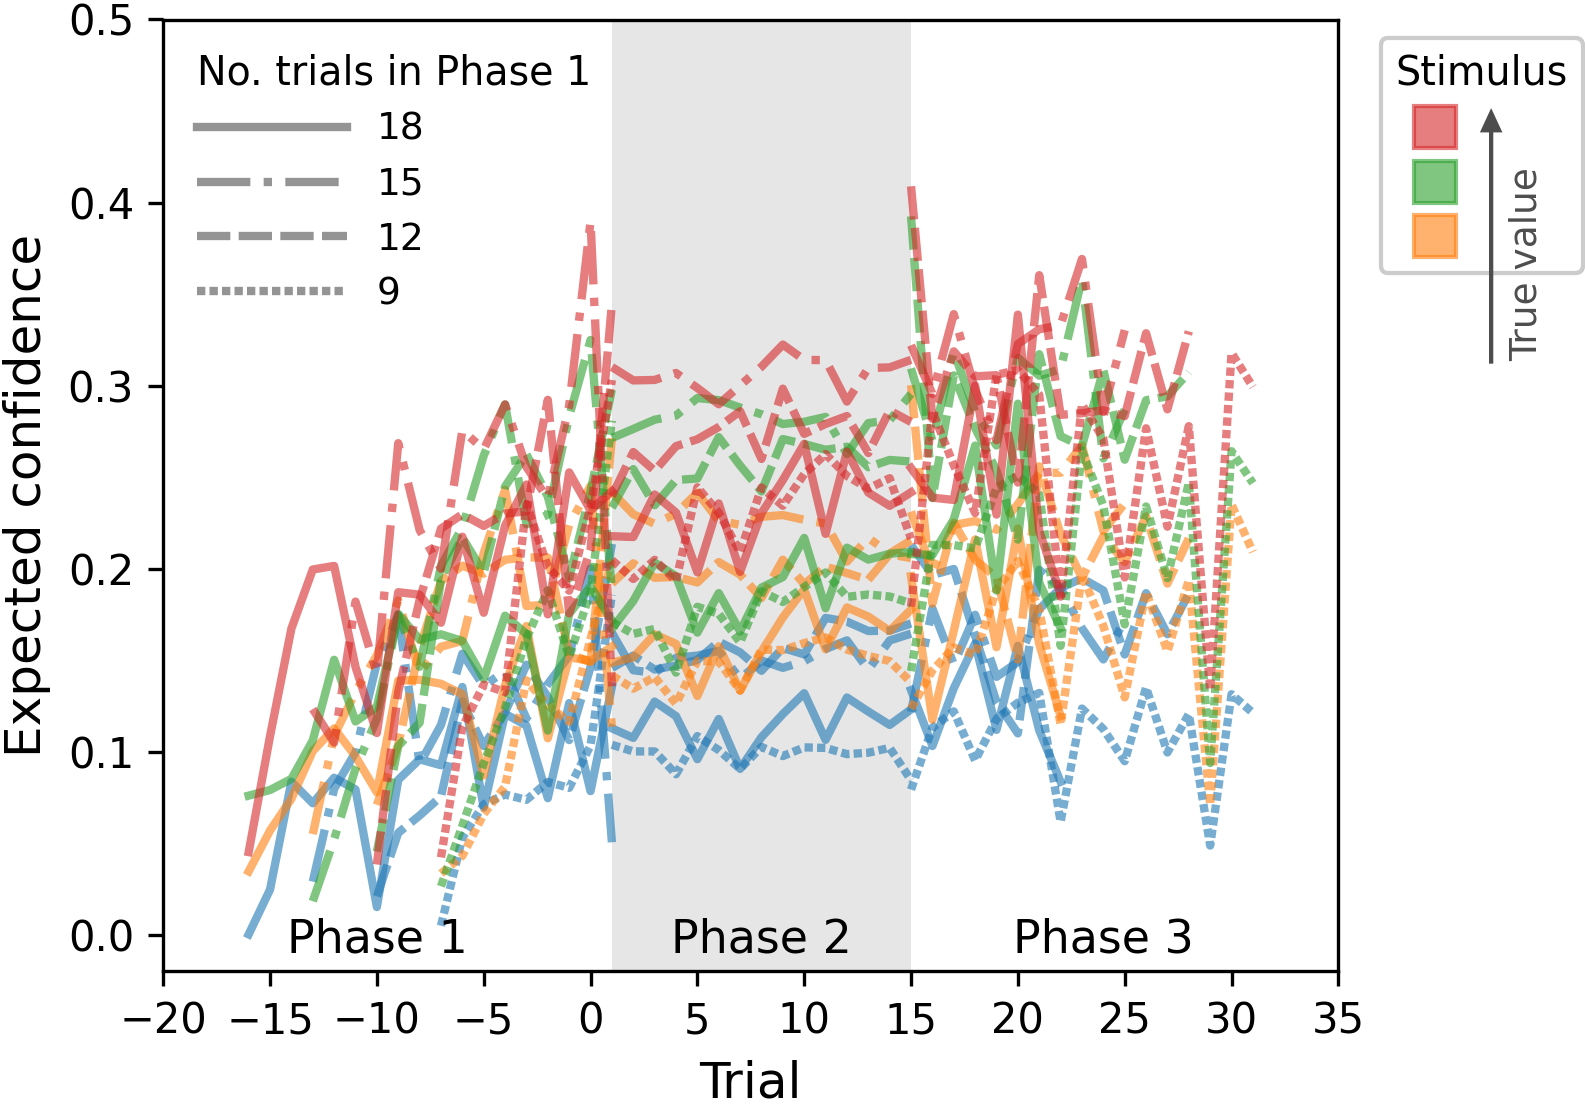 0.5
0.4
0.3
0.2
0.1
0.0
Expected confidence
No. trials in Phase 1
18
15
12
9
Phase 1
Phase 2
Phase 3
−20 −15 −10 −5 0 5 10 15 20 25 30 35
Trial
Stimulus
True value